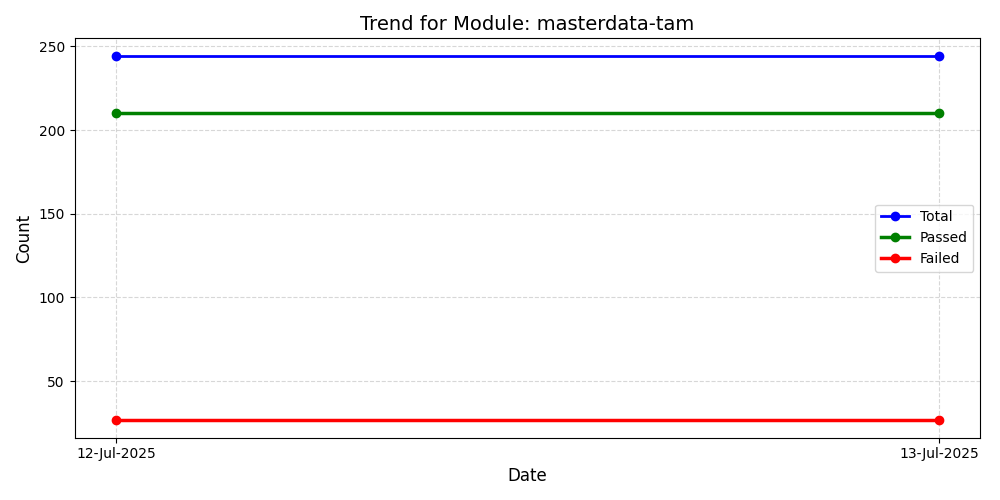 Trend for Module: masterdata-tam
250
200
150
100
50
Count
Total
Passed
Failed
12-Jul-2025
13-Jul-2025
Date